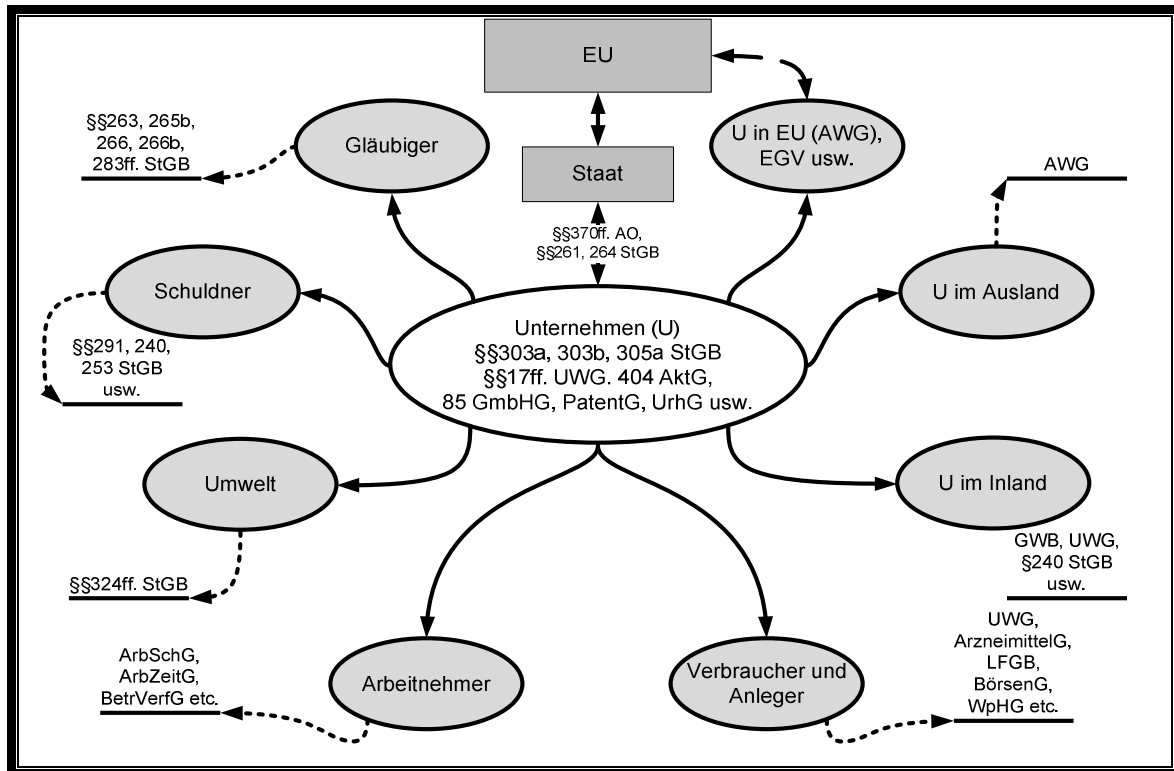 EU
§§263, 265b,
266, 266b,
283ff. StGB
Gläubiger
U in EU (AWG),
EGV usw.
Staat
AWG
§§370ff. AO,
§§261, 264 StGB
Schuldner
U im Ausland
§§291, 240,
253 StGB
usw.
Unternehmen (U)
§§303a, 303b, 305a StGB
§§17ff. UWG. 404 AktG,
85 GmbHG, PatentG, UrhG usw.
Umwelt
U im Inland
GWB, UWG,
§240 StGB
usw.
§§324ff. StGB
ArbSchG,
ArbZeitG,
BetrVerfG etc.
Arbeitnehmer
Verbraucher und
Anleger
UWG,
ArzneimittelG,
LFGB,
BörsenG,
WpHG etc.